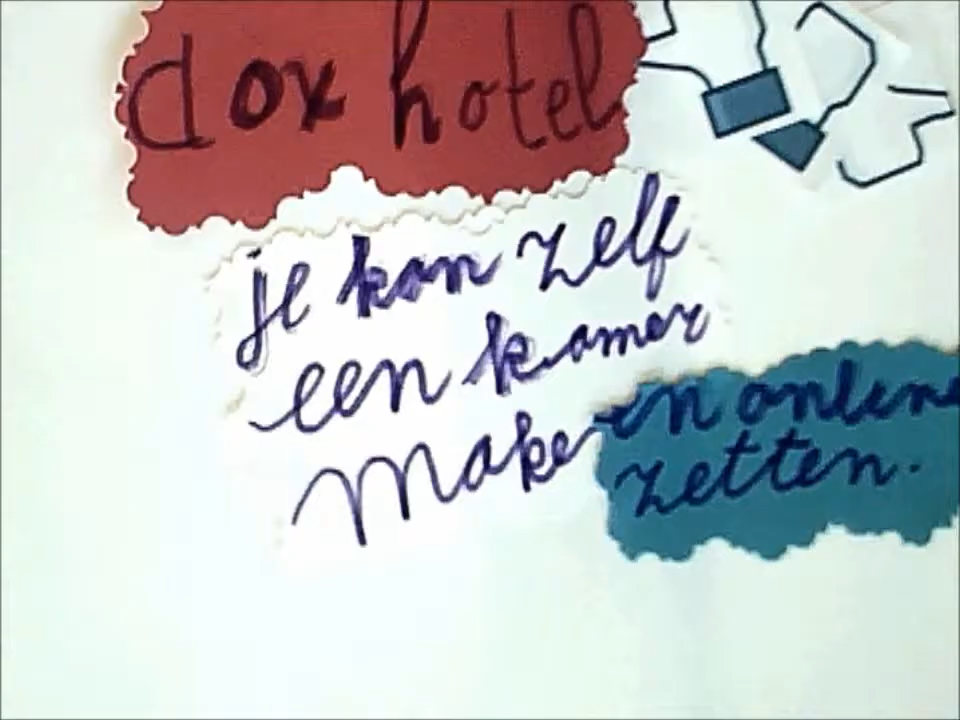 dox hotel
je kan zelf
een kamer
maken en online
zetten.